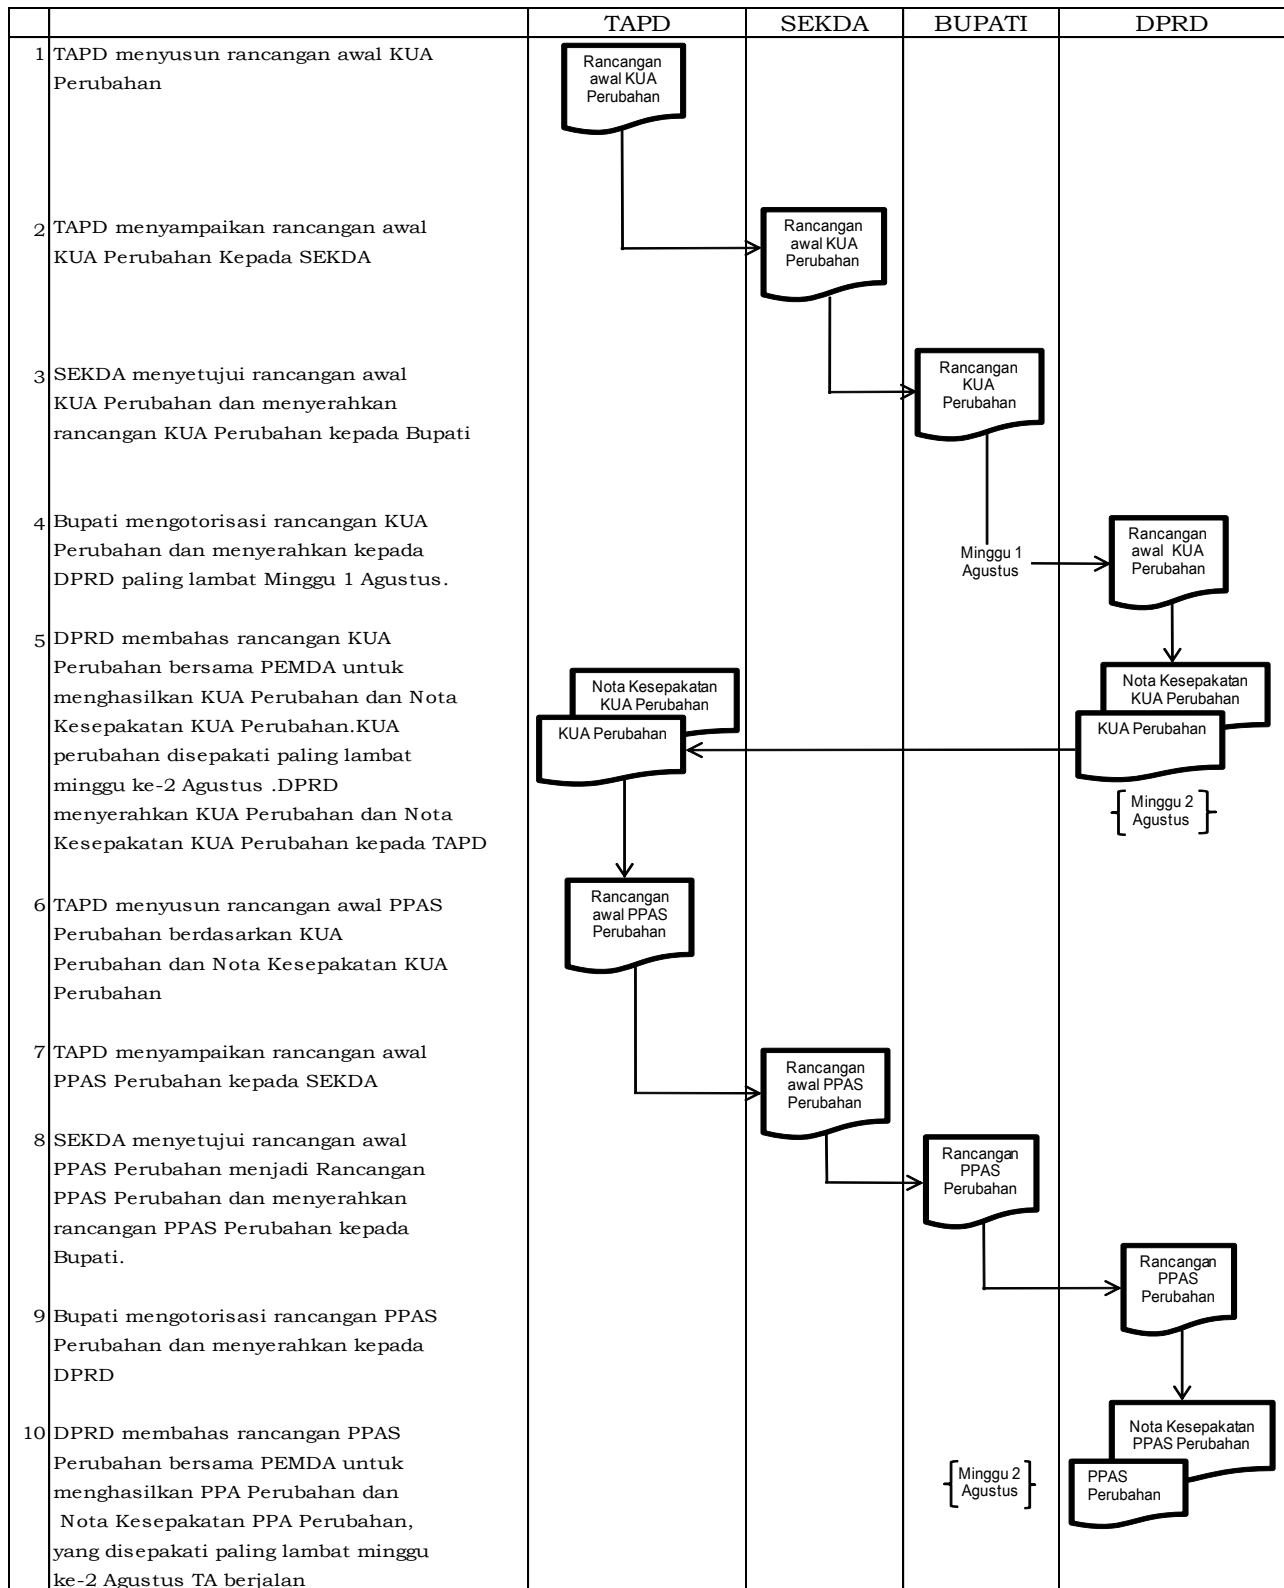 TAPD SEKDA BUPATI DPRD
1 TAPD menyusun rancangan awal KUA
Perubahan
Rancangan
awal KUA
Perubahan
2 TAPD menyampaikan rancangan awal
KUA Perubahan Kepada SEKDA
Rancangan
awal KUA
Perubahan
3 SEKDA menyetujui rancangan awal
KUA Perubahan dan menyerahkan
rancangan KUA Perubahan kepada Bupati
Rancangan
KUA
Perubahan
4 Bupati mengotorisasi rancangan KUA
Perubahan dan menyerahkan kepada
DPRD paling lambat Minggu 1 Agustus.
Minggu 1
Agustus
Rancangan
awal KUA
Perubahan
5 DPRD membahas rancangan KUA
Perubahan bersama PEMDA untuk
menghasilkan KUA Perubahan dan Nota
Kesepakatan KUA Perubahan.KUA
perubahan disepakati paling lambat
minggu ke-2 Agustus .DPRD
menyerahkan KUA Perubahan dan Nota
Kesepakatan KUA Perubahan kepada TAPD
Nota Kesepakatan
KUA Perubahan
KUA Perubahan
Nota Kesepakatan
KUA Perubahan
KUA Perubahan
Minggu 2
Agustus
6 TAPD menyusun rancangan awal PPAS
Perubahan berdasarkan KUA
Perubahan dan Nota Kesepakatan KUA
Perubahan
Rancangan
awal PPAS
Perubahan
7 TAPD menyampaikan rancangan awal
PPAS Perubahan kepada SEKDA
Rancangan
awal PPAS
Perubahan
8 SEKDA menyetujui rancangan awal
PPAS Perubahan menjadi Rancangan
PPAS Perubahan dan menyerahkan
rancangan PPAS Perubahan kepada
Bupati.
Rancangan
PPAS
Perubahan
9 Bupati mengotorisasi rancangan PPAS
Perubahan dan menyerahkan kepada
DPRD
Rancangan
PPAS
Perubahan
10 DPRD membahas rancangan PPAS
Perubahan bersama PEMDA untuk
menghasilkan PPA Perubahan dan
Nota Kesepakatan PPA Perubahan,
yang disepakati paling lambat minggu
ke-2 Agustus TA berjalan
Minggu 2
Agustus
Nota Kesepakatan
PPAS Perubahan
PPAS
Perubahan